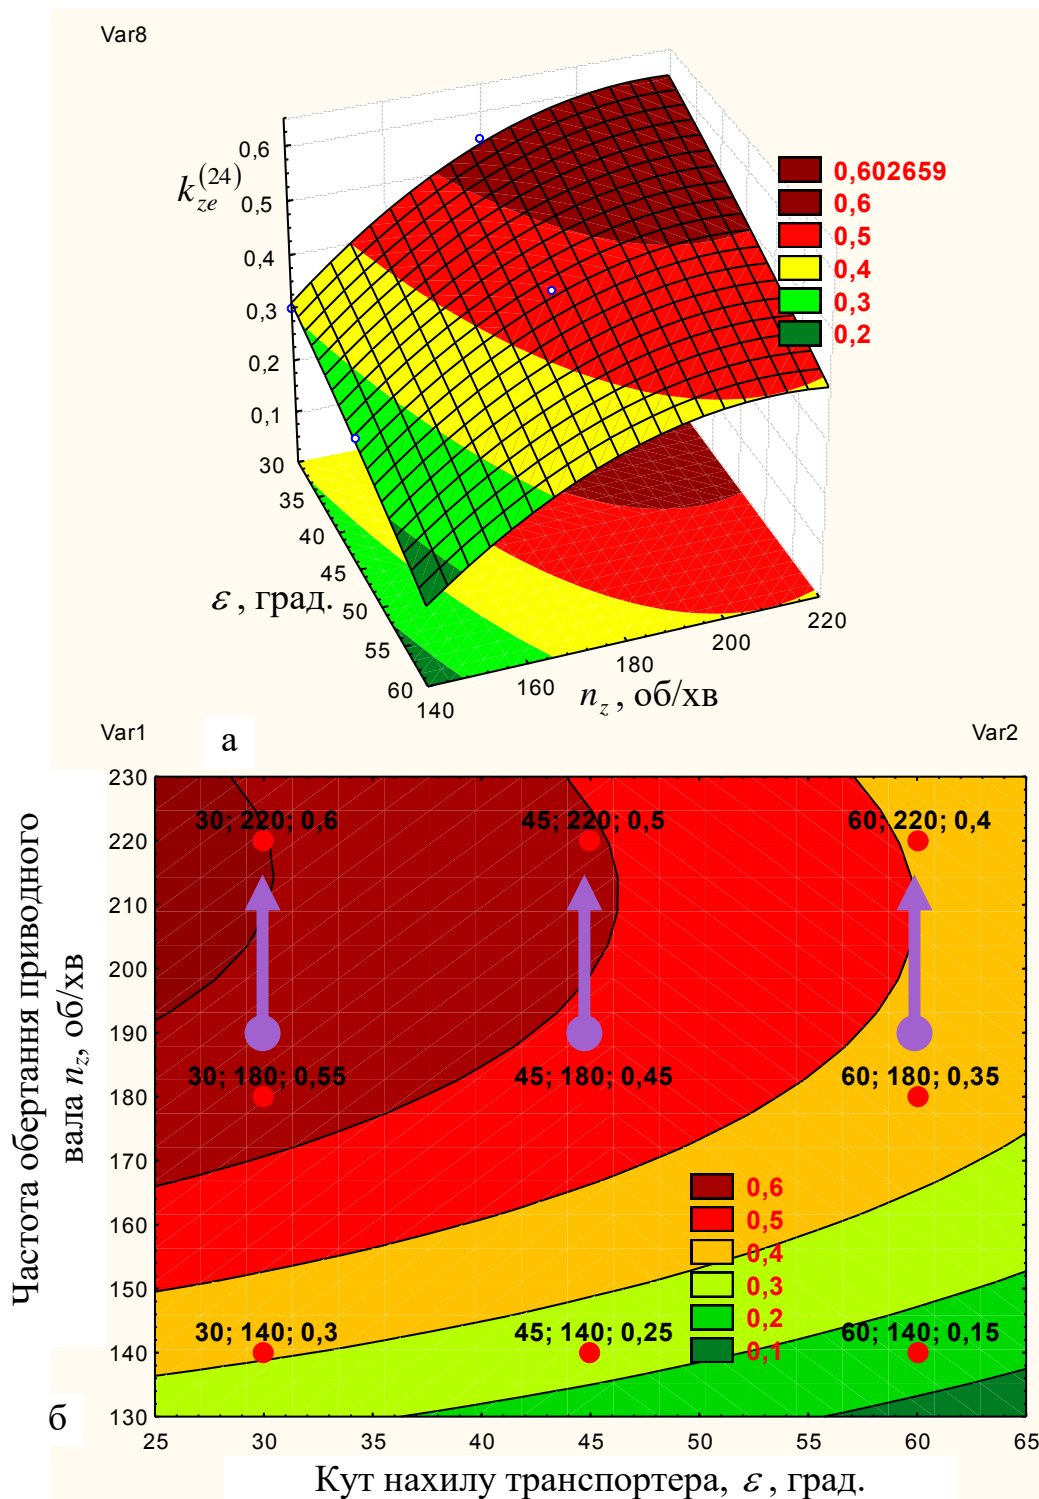 Var8
0,6
k_{ze}^{(24)}
0,5
0,4
0,3
0,2
0,1
0,602659
0,6
0,5
0,4
0,3
0,2
30
35
40
45
50
55
60
ε, град.
140
160
180
200
220
n_z, об/хв
а
Var1
Var2
Частота обертання приводного
вала n_z, об/хв
230
220
210
200
190
180
170
160
150
140
130
30; 220; 0,6
45; 220; 0,5
60; 220; 0,4
30; 180; 0,55
45; 180; 0,45
60; 180; 0,35
30; 140; 0,3
45; 140; 0,25
60; 140; 0,15
0,6
0,5
0,4
0,3
0,2
0,1
б
25
30
35
40
45
50
55
60
65
Кут нахилу транспортера, ε, град.